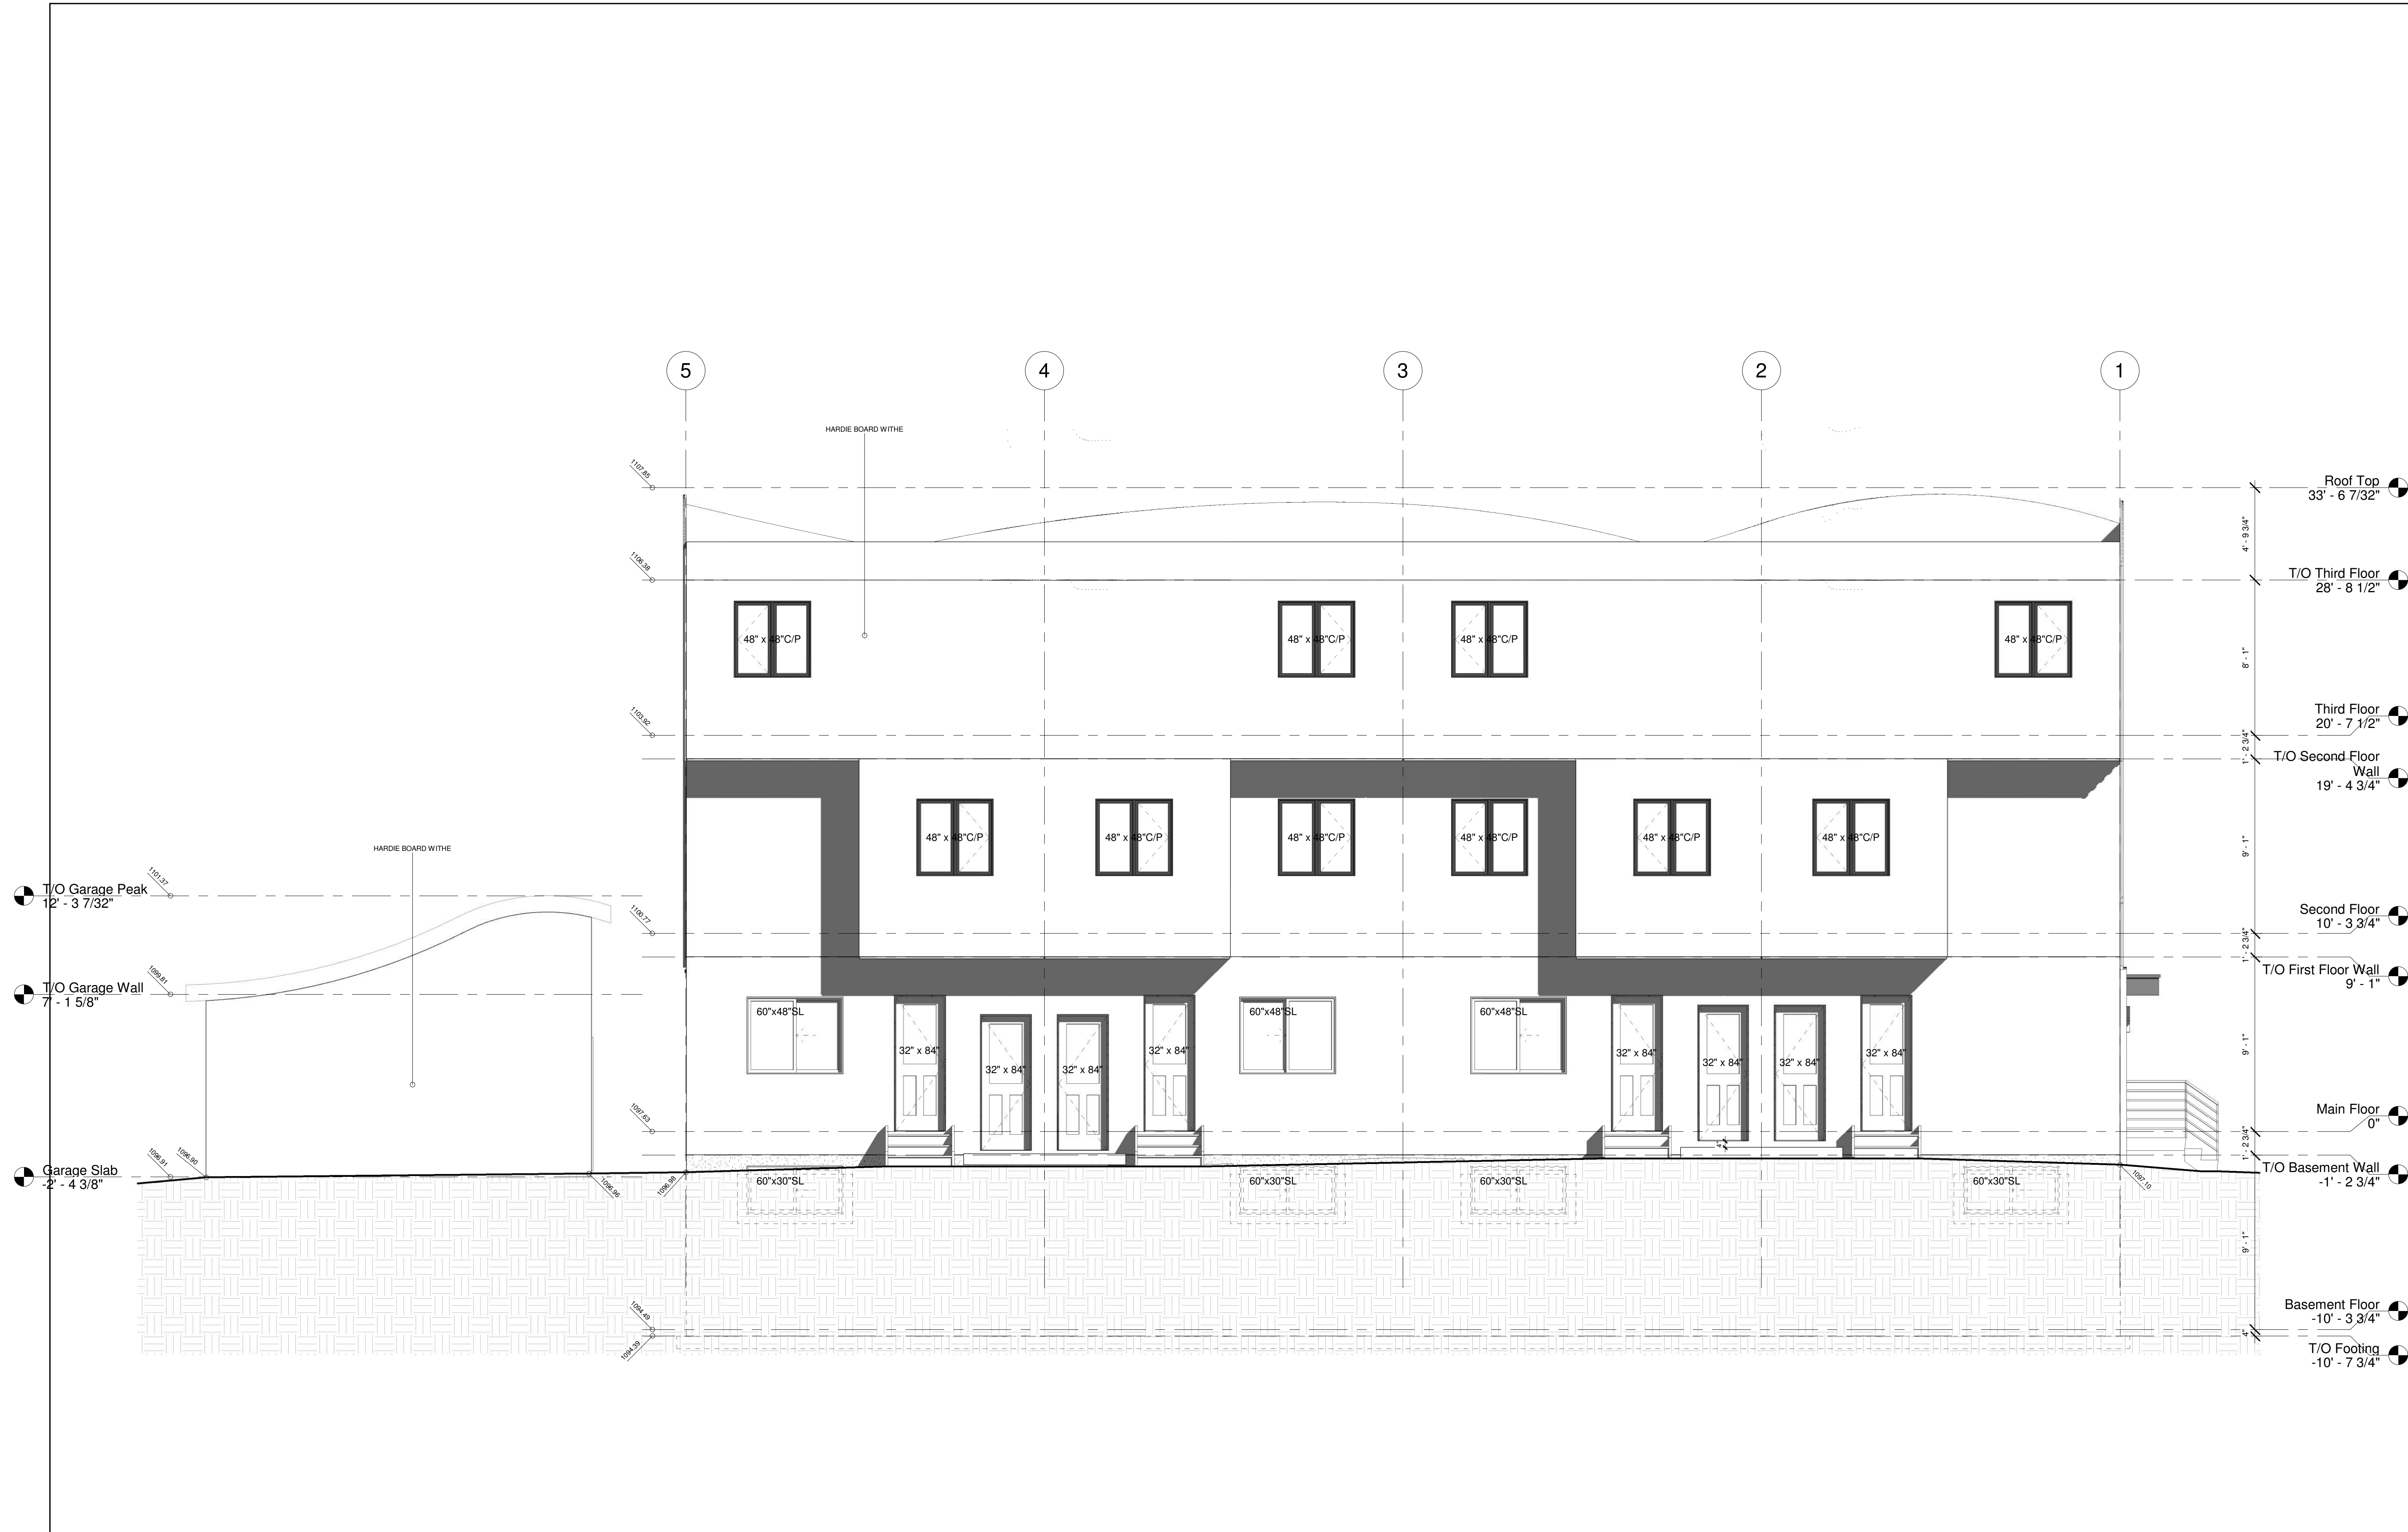 5
4
3
2
1
HARDIE BOARD WITHE
1107.85
Roof Top
33' - 6 7/32"
4' - 9 3/4"
1106.38
T/O Third Floor
28' - 8 1/2"
48" x 48"C/P
48" x 48"C/P
48" x 48"C/P
48" x 48"C/P
8' - 1"
1103.92
Third Floor
20' - 7 1/2"
1' - 2 3/4"
T/O Second Floor
Wall
19' - 4 3/4"
48" x 48"C/P
48" x 48"C/P
48" x 48"C/P
48" x 48"C/P
48" x 48"C/P
48" x 48"C/P
9' - 1"
HARDIE BOARD WITHE
1101.37
T/O Garage Peak
12' - 3 7/32"
1100.77
Second Floor
10' - 3 3/4"
1' - 2 3/4"
T/O First Floor Wall
9' - 1"
1099.81
T/O Garage Wall
7' - 1 5/8"
60"x48"SL
60"x48"SL
60"x48"SL
32" x 84"
32" x 84"
32" x 84"
32" x 84"
32" x 84"
32" x 84"
32" x 84"
32" x 84"
9' - 1"
1097.63
Main Floor
0"
4"
1' - 2 3/4"
1096.91
1096.90
Garage Slab
-2' - 4 3/8"
1096.96
1096.98
1097.10
T/O Basement Wall
-1' - 2 3/4"
60"x30"SL
60"x30"SL
60"x30"SL
60"x30"SL
9' - 1"
1094.49
Basement Floor
-10' - 3 3/4"
4"
1094.39
T/O Footing
-10' - 7 3/4"